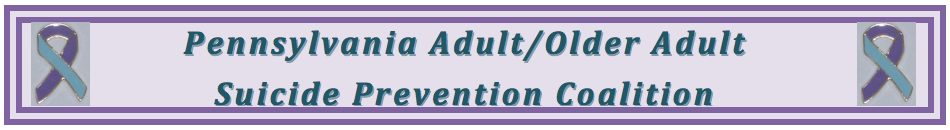 Pennsylvania Adult/Older Adult
Suicide Prevention Coalition